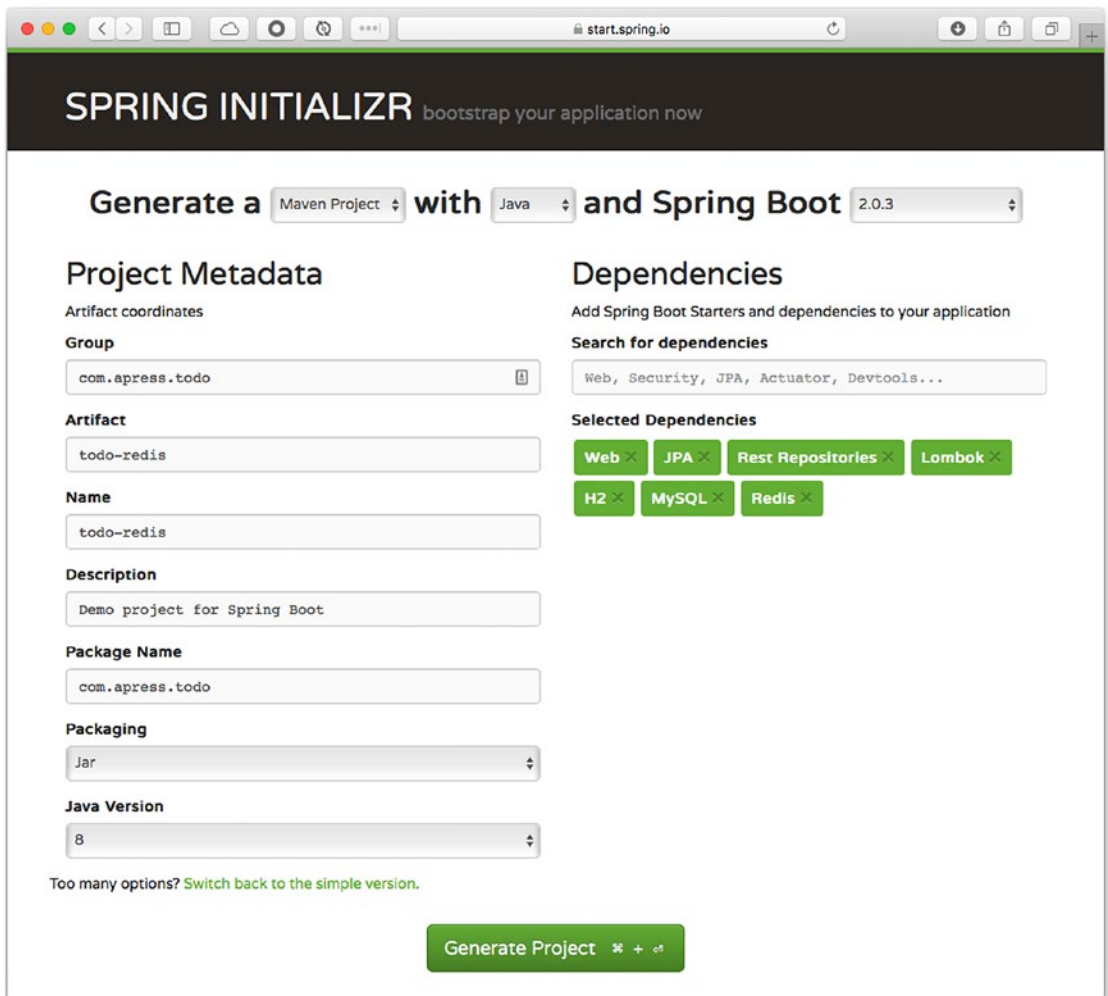 start.spring.io
SPRING INITIALIZR bootstrap your application now
Generate a Maven Project with Java and Spring Boot 2.0.3
Project Metadata
Artifact coordinates
Group
com.apress.todo
Artifact
todo-redis
Name
todo-redis
Description
Demo project for Spring Boot
Package Name
com.apress.todo
Packaging
Jar
Java Version
8
Too many options? Switch back to the simple version.
Dependencies
Add Spring Boot Starters and dependencies to your application
Search for dependencies
Web, Security, JPA, Actuator, Devtools...
Selected Dependencies
Web × JPA × Rest Repositories × Lombok ×
H2 × MySQL × Redis ×
Generate Project ⌘ + ⏎